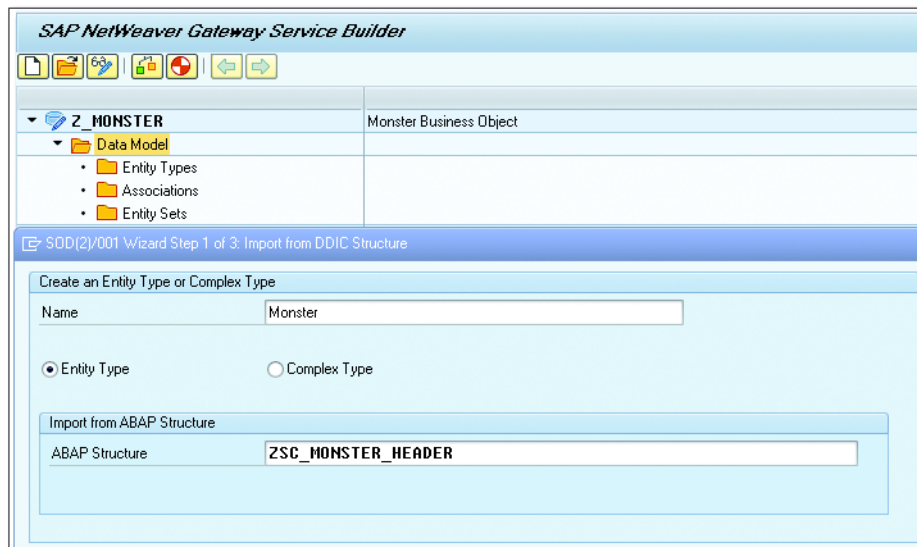 SAP NetWeaver Gateway Service Builder
Z_MONSTER Monster Business Object
Data Model
Entity Types
Associations
Entity Sets
SOD(2)/001 Wizard Step 1 of 3: Import from DDIC Structure
Create an Entity Type or Complex Type
Name Monster
Entity Type Complex Type
Import from ABAP Structure
ABAP Structure ZSC_MONSTER_HEADER